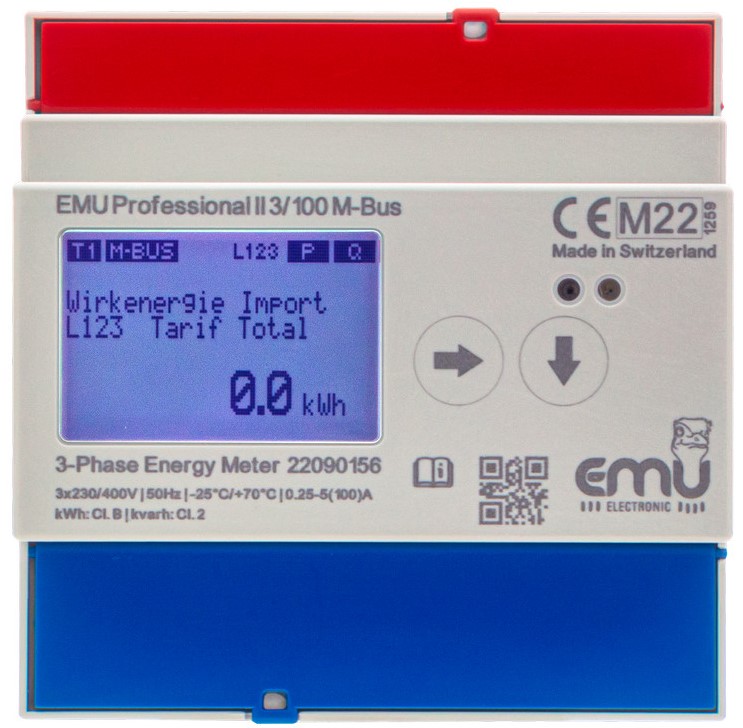 EMU Professional II 3/100 M-Bus
CE M22 1259
Made in Switzerland
T1 M-BUS L123 P Q
Wirkenergie Import
L123 Tarif Total
0.0 kWh
3-Phase Energy Meter 22090156
3x230/400V | 50Hz | -25°C/+70°C | 0.25-5(100)A
kWh: Cl. B | kvarh: Cl. 2
i
emu
ELECTRONIC